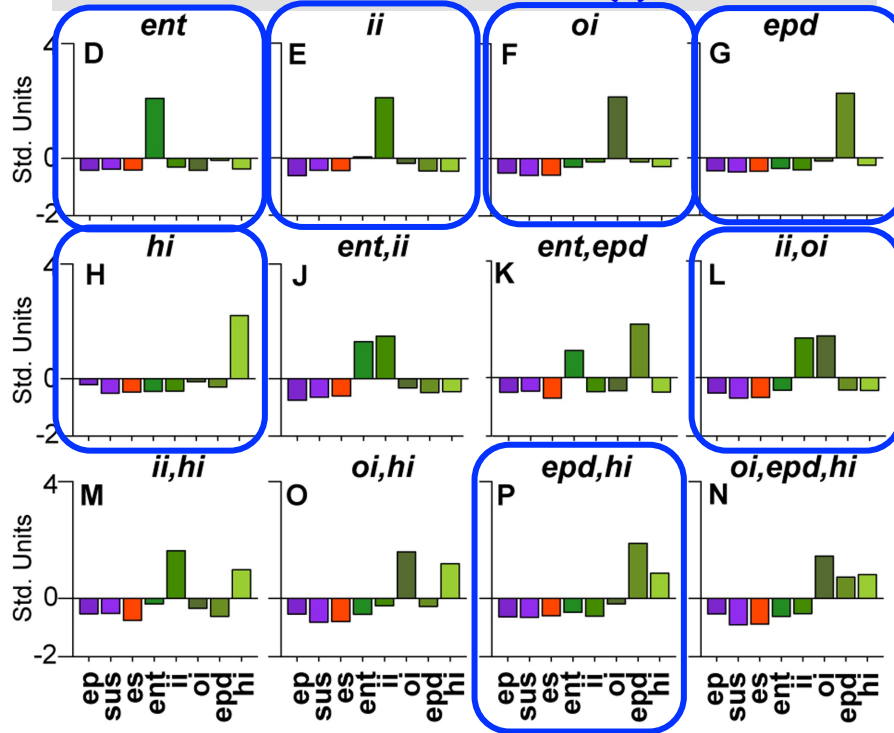 ent ii oi epd
4 D E F G
Std. Units
0
-2
hi ent,ii ent,epd ii,oi
4 H J K L
Std. Units
0
-2
ii,hi oi,hi epd,hi oi,epd,hi
4 M O P N
Std. Units
0
-2
ep sus es ent ii oi epd hi ep sus es ent ii oi epd hi ep sus es ent ii oi epd hi ep sus es ent ii oi epd hi